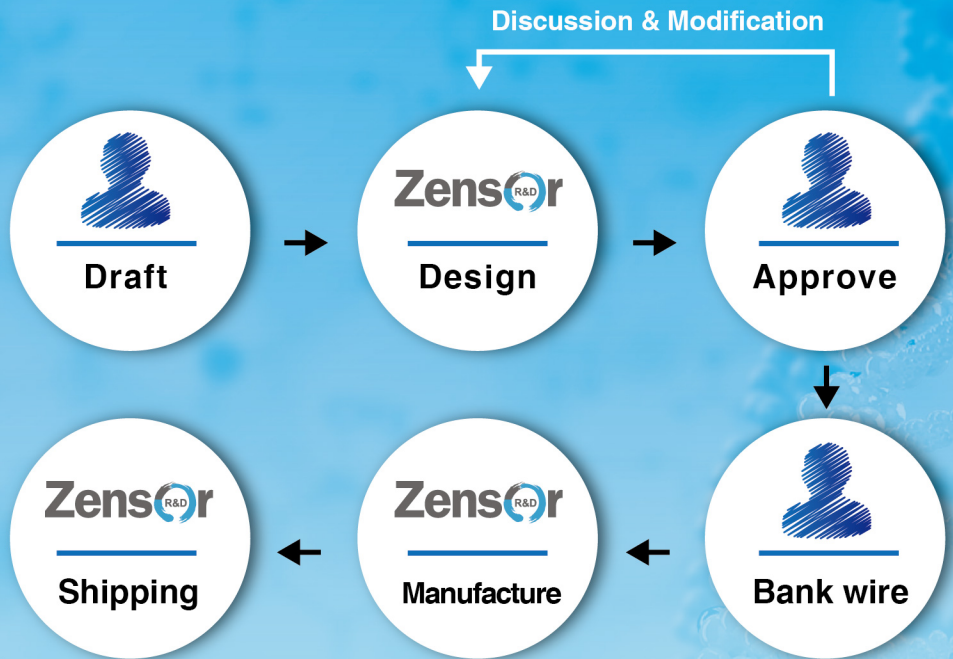 Discussion & Modification
Draft
Zensor R&D
Design
Approve
Zensor R&D
Shipping
Zensor R&D
Manufacture
Bank wire